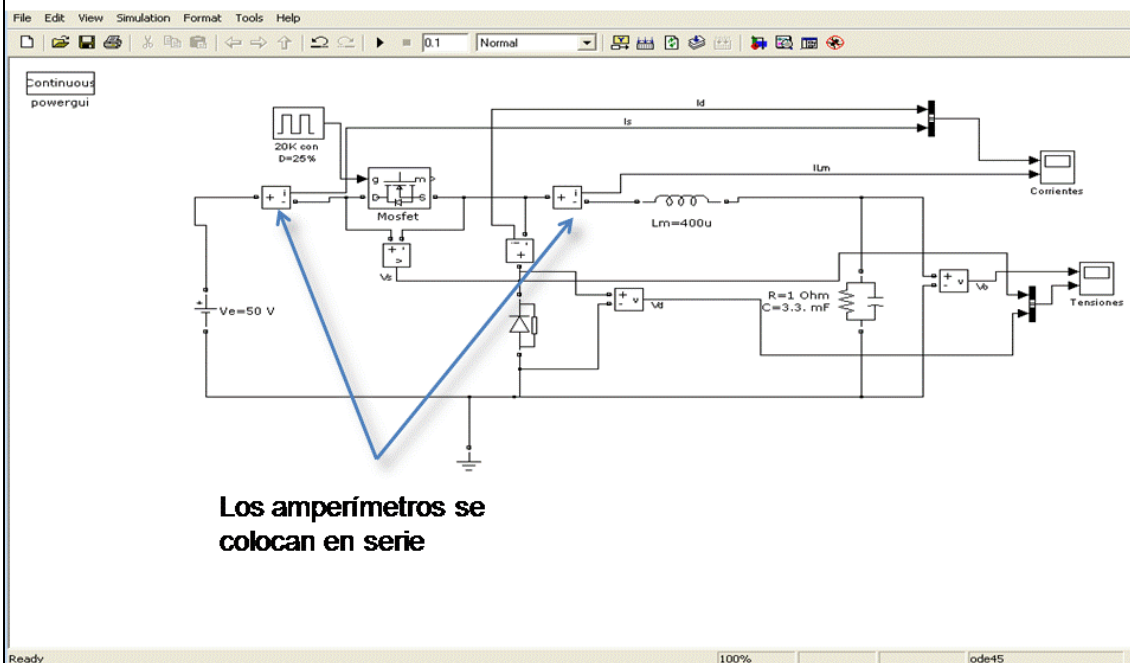 File Edit View Simulation Format Tools Help
0.1 Normal
Continuous
powergui
20K con
D=25%
Id
Is
ILm
g m
D S
Mosfet
Lm=400u
Corrientes
Vs
Ve=50 V
Vd
R=1 Ohm
C=3.3. mF
Vo
Tensiones
Los amperímetros se
colocan en serie
Ready 100% ode45